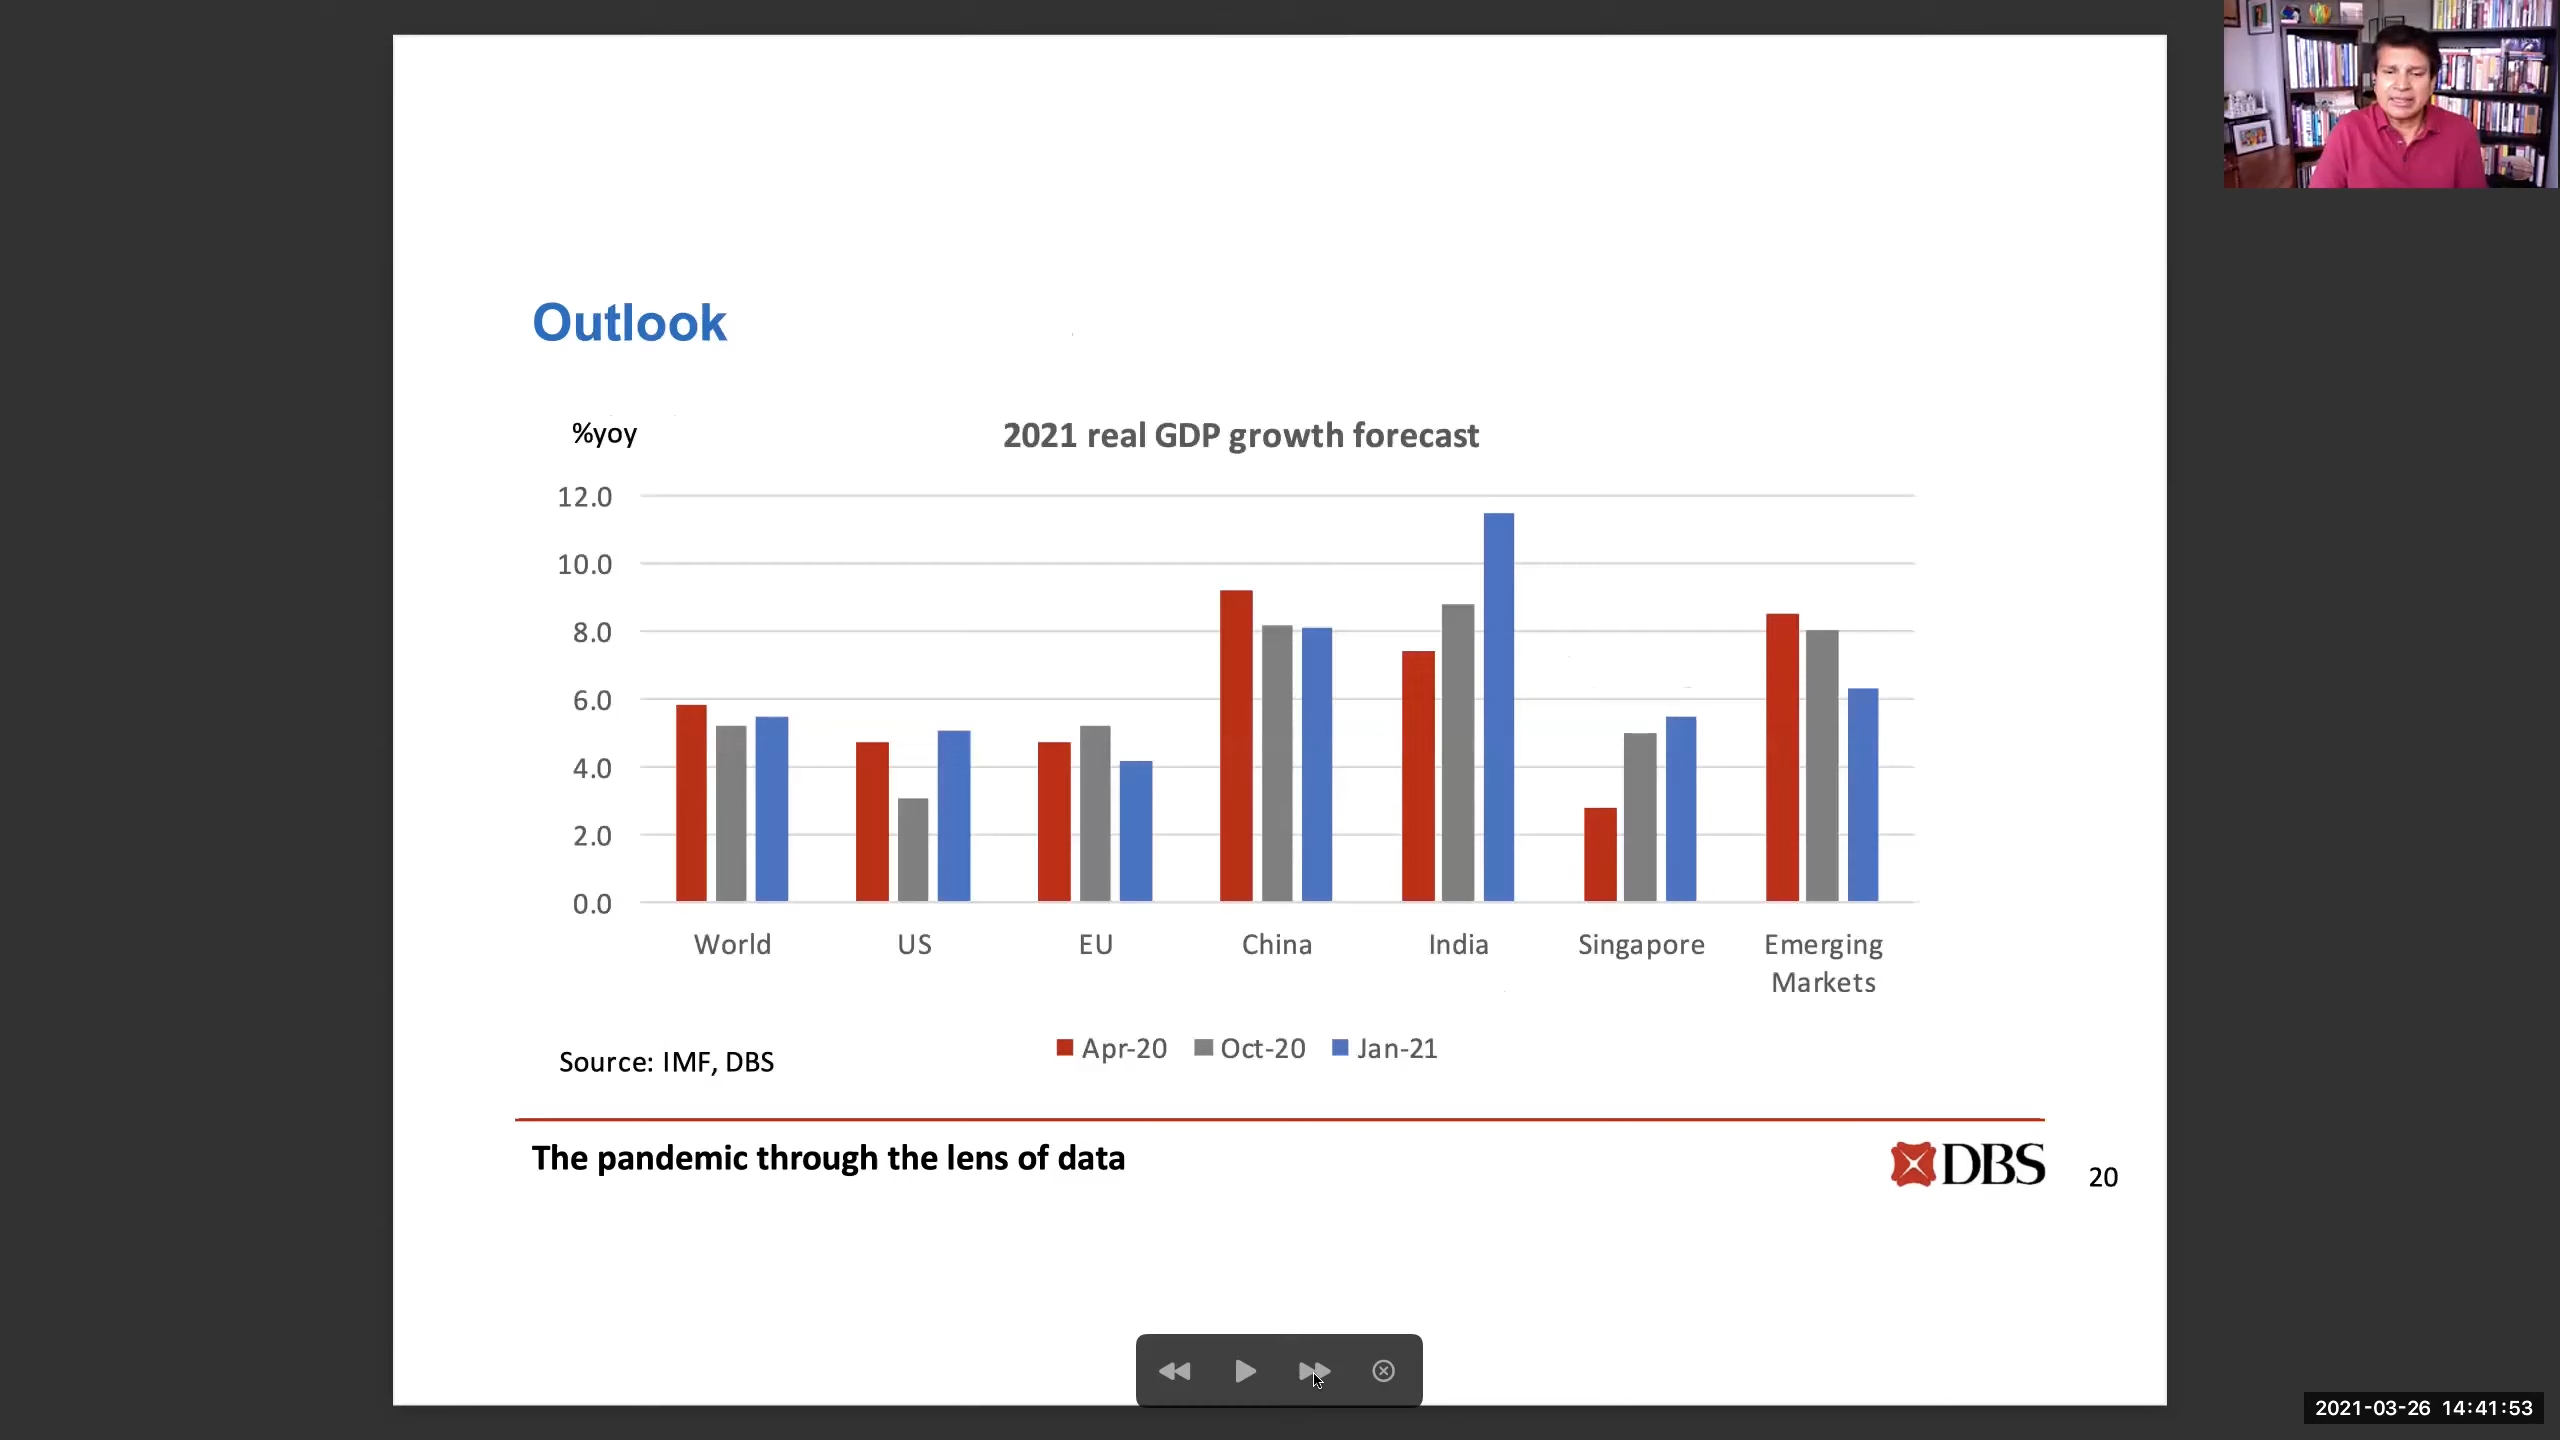 Outlook
%yoy
2021 real GDP growth forecast
12.0
10.0
8.0
6.0
4.0
2.0
0.0
World
US
EU
China
India
Singapore
Emerging
Markets
Apr-20
Oct-20
Jan-21
Source: IMF, DBS
The pandemic through the lens of data
DBS
20
2021-03-26 14:41:53